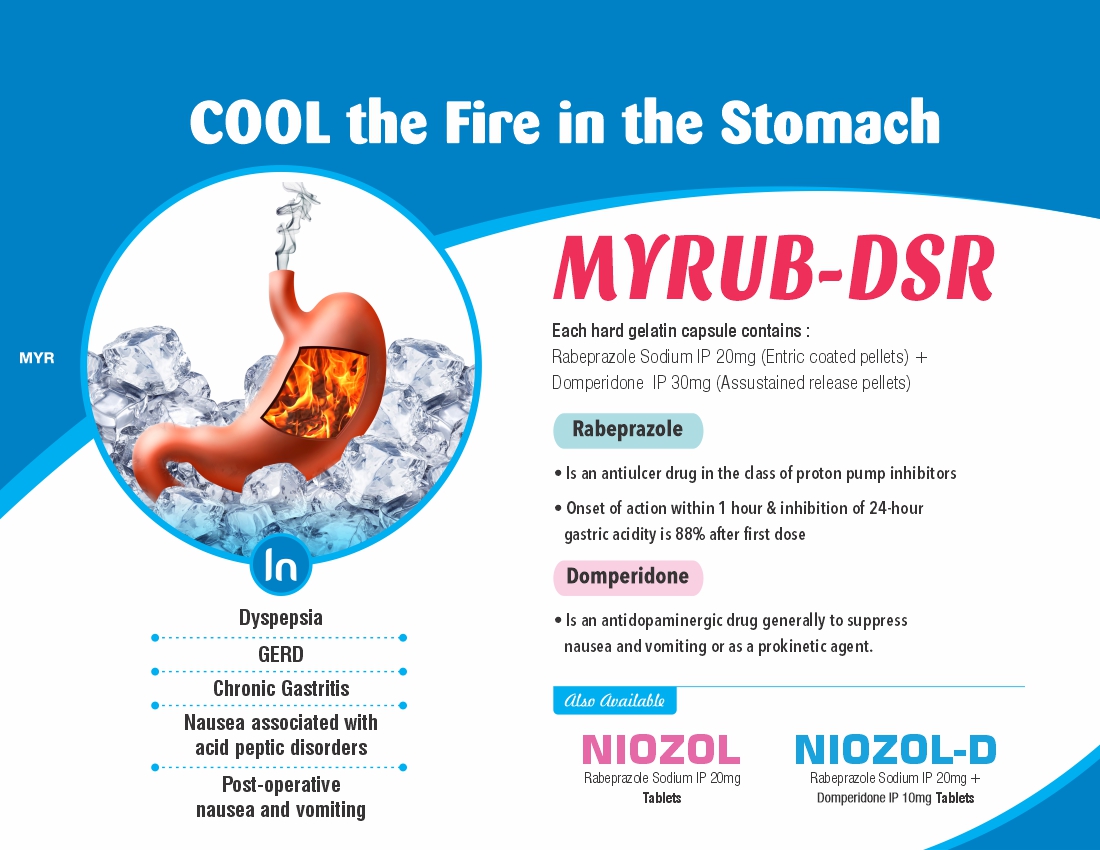 COOL the Fire in the Stomach
MYR
In
Dyspepsia
GERD
Chronic Gastritis
Nausea associated with
acid peptic disorders
Post-operative
nausea and vomiting
MYRUB-DSR
Each hard gelatin capsule contains :
Rabeprazole Sodium IP 20mg (Entric coated pellets) +
Domperidone IP 30mg (Assustained release pellets)
Rabeprazole
• Is an antiulcer drug in the class of proton pump inhibitors
• Onset of action within 1 hour & inhibition of 24-hour
gastric acidity is 88% after first dose
Domperidone
• Is an antidopaminergic drug generally to suppress
nausea and vomiting or as a prokinetic agent.
Also Available
NIOZOL
Rabeprazole Sodium IP 20mg
Tablets
NIOZOL-D
Rabeprazole Sodium IP 20mg +
Domperidone IP 10mg Tablets